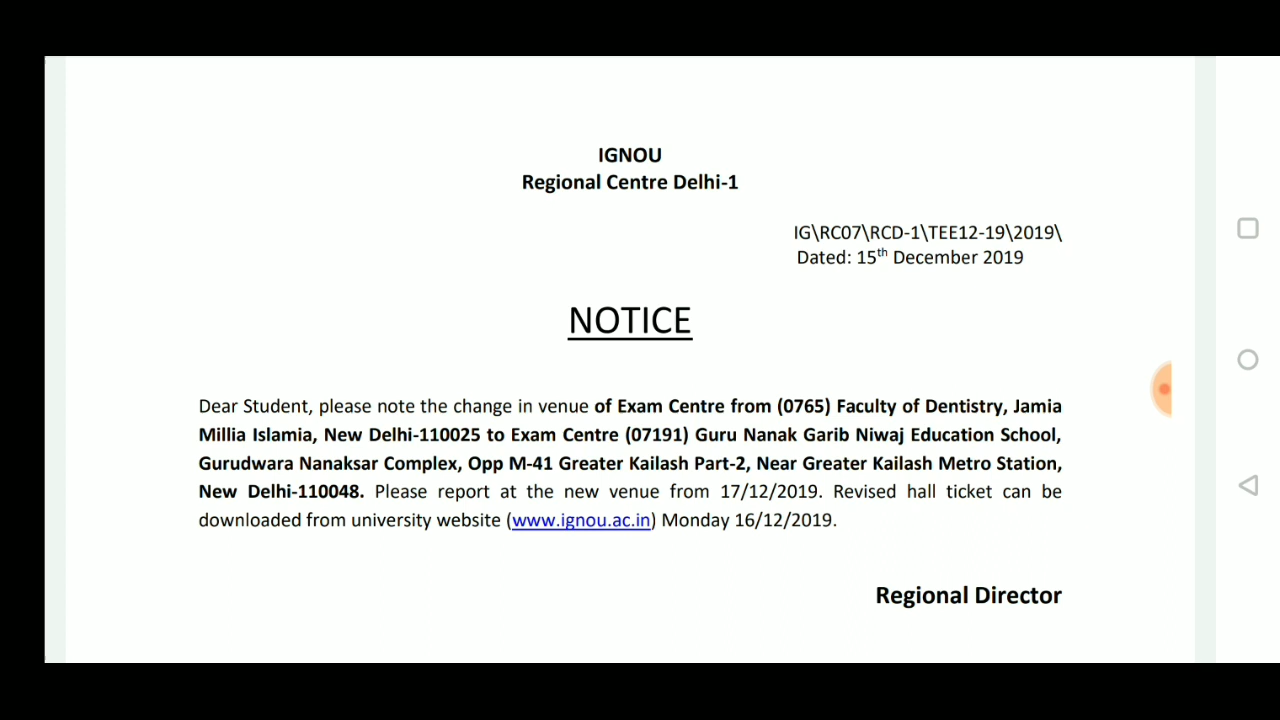 IGNOU
Regional Centre Delhi-1
IG\RC07\RCD-1\TEE12-19\2019\
Dated: 15th December 2019
NOTICE
Dear Student, please note the change in venue of Exam Centre from (0765) Faculty of Dentistry, Jamia
Millia Islamia, New Delhi-110025 to Exam Centre (07191) Guru Nanak Garib Niwaj Education School,
Gurudwara Nanaksar Complex, Opp M-41 Greater Kailash Part-2, Near Greater Kailash Metro Station,
New Delhi-110048. Please report at the new venue from 17/12/2019. Revised hall ticket can be
downloaded from university website (www.ignou.ac.in) Monday 16/12/2019.
Regional Director